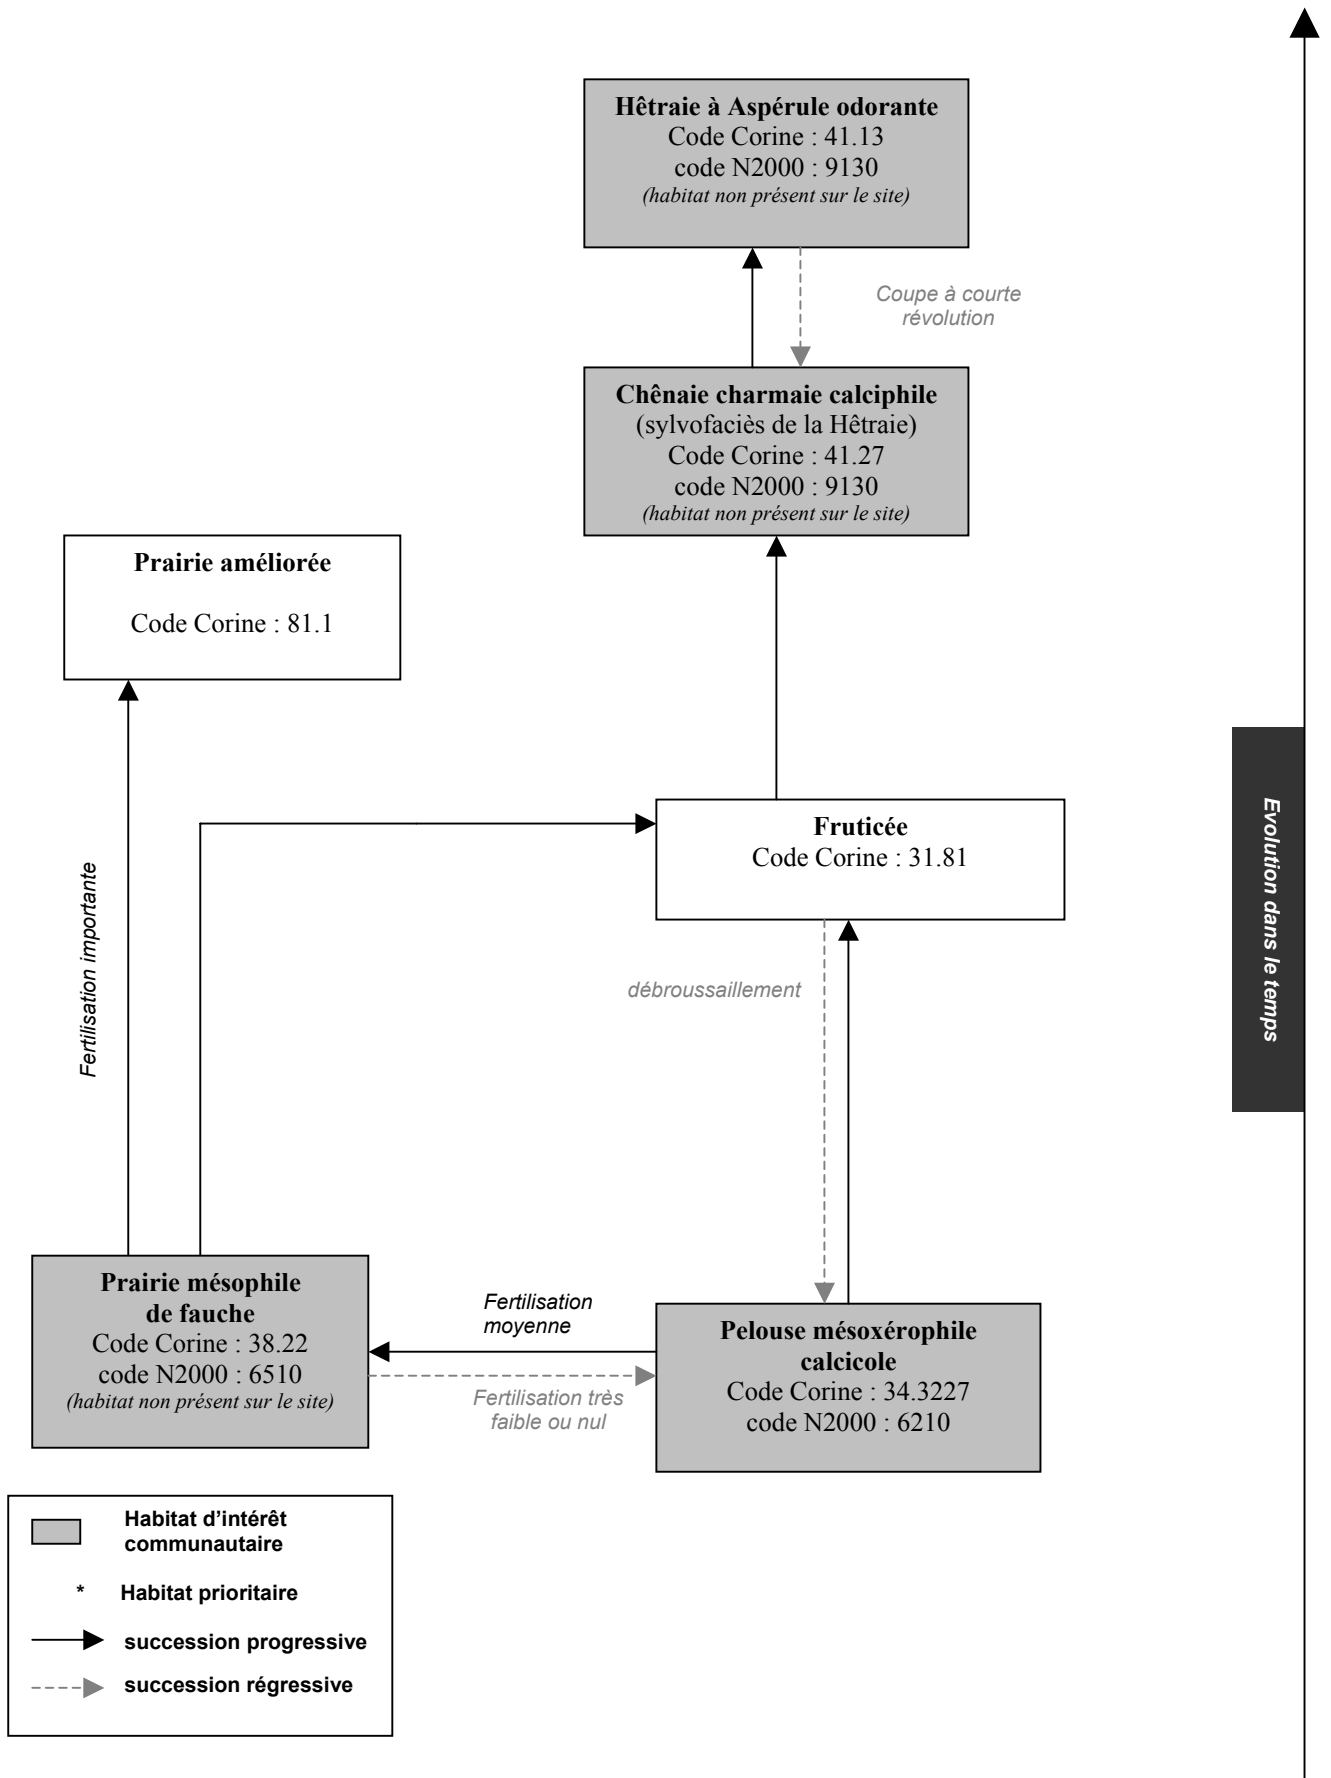 Hêtraie à Aspérule odorante
Code Corine : 41.13
code N2000 : 9130
(habitat non présent sur le site)
Coupe à courte
révolution
Chênaie charmaie calciphile
(sylvofaciès de la Hêtraie)
Code Corine : 41.27
code N2000 : 9130
(habitat non présent sur le site)
Prairie améliorée
Code Corine : 81.1
Fruticée
Code Corine : 31.81
Evolution dans le temps
Fertilisation importante
débroussaillement
Prairie mésophile
de fauche
Code Corine : 38.22
code N2000 : 6510
(habitat non présent sur le site)
Fertilisation
moyenne
Fertilisation très
faible ou nul
Pelouse mésoxérophile
calcicole
Code Corine : 34.3227
code N2000 : 6210
Habitat d'intérêt
communautaire
* Habitat prioritaire
succession progressive
succession régressive